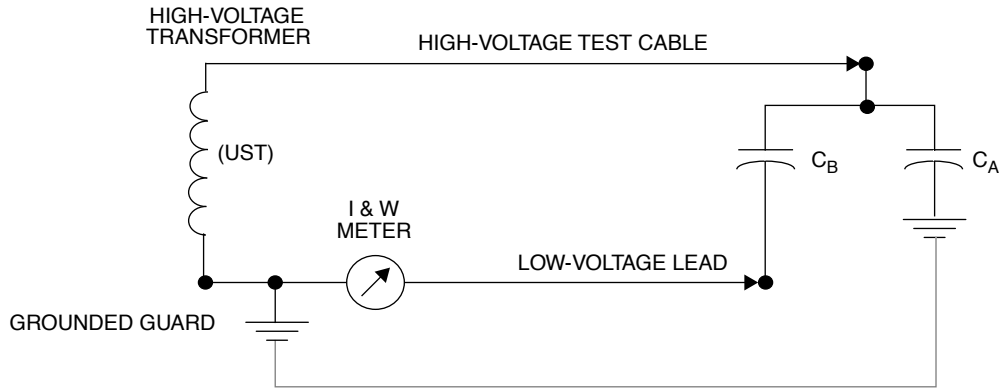 HIGH-VOLTAGE
TRANSFORMER
HIGH-VOLTAGE TEST CABLE
(UST)
C_B
C_A
I & W
METER
LOW-VOLTAGE LEAD
GROUNDED GUARD